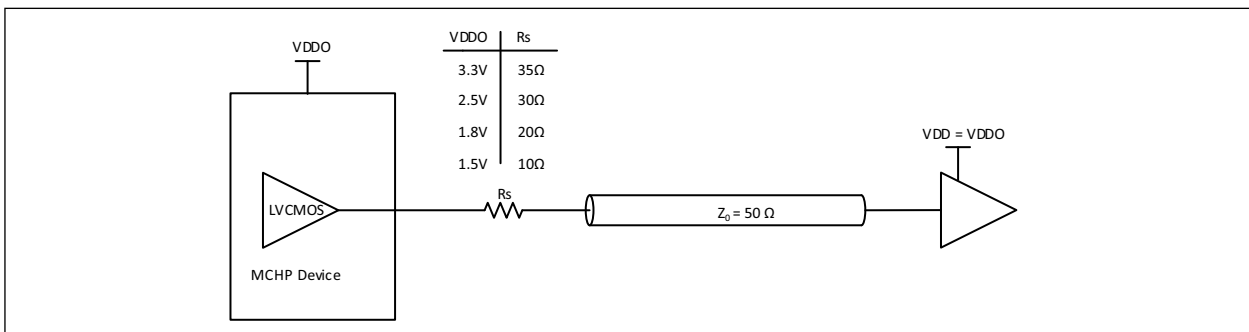 VDDO Rs
VDDO
3.3V 35Ω
2.5V 30Ω
1.8V 20Ω
VDD = VDDO
1.5V 10Ω
Rs
LVCMOS
Z₀ = 50 Ω
MCHP Device